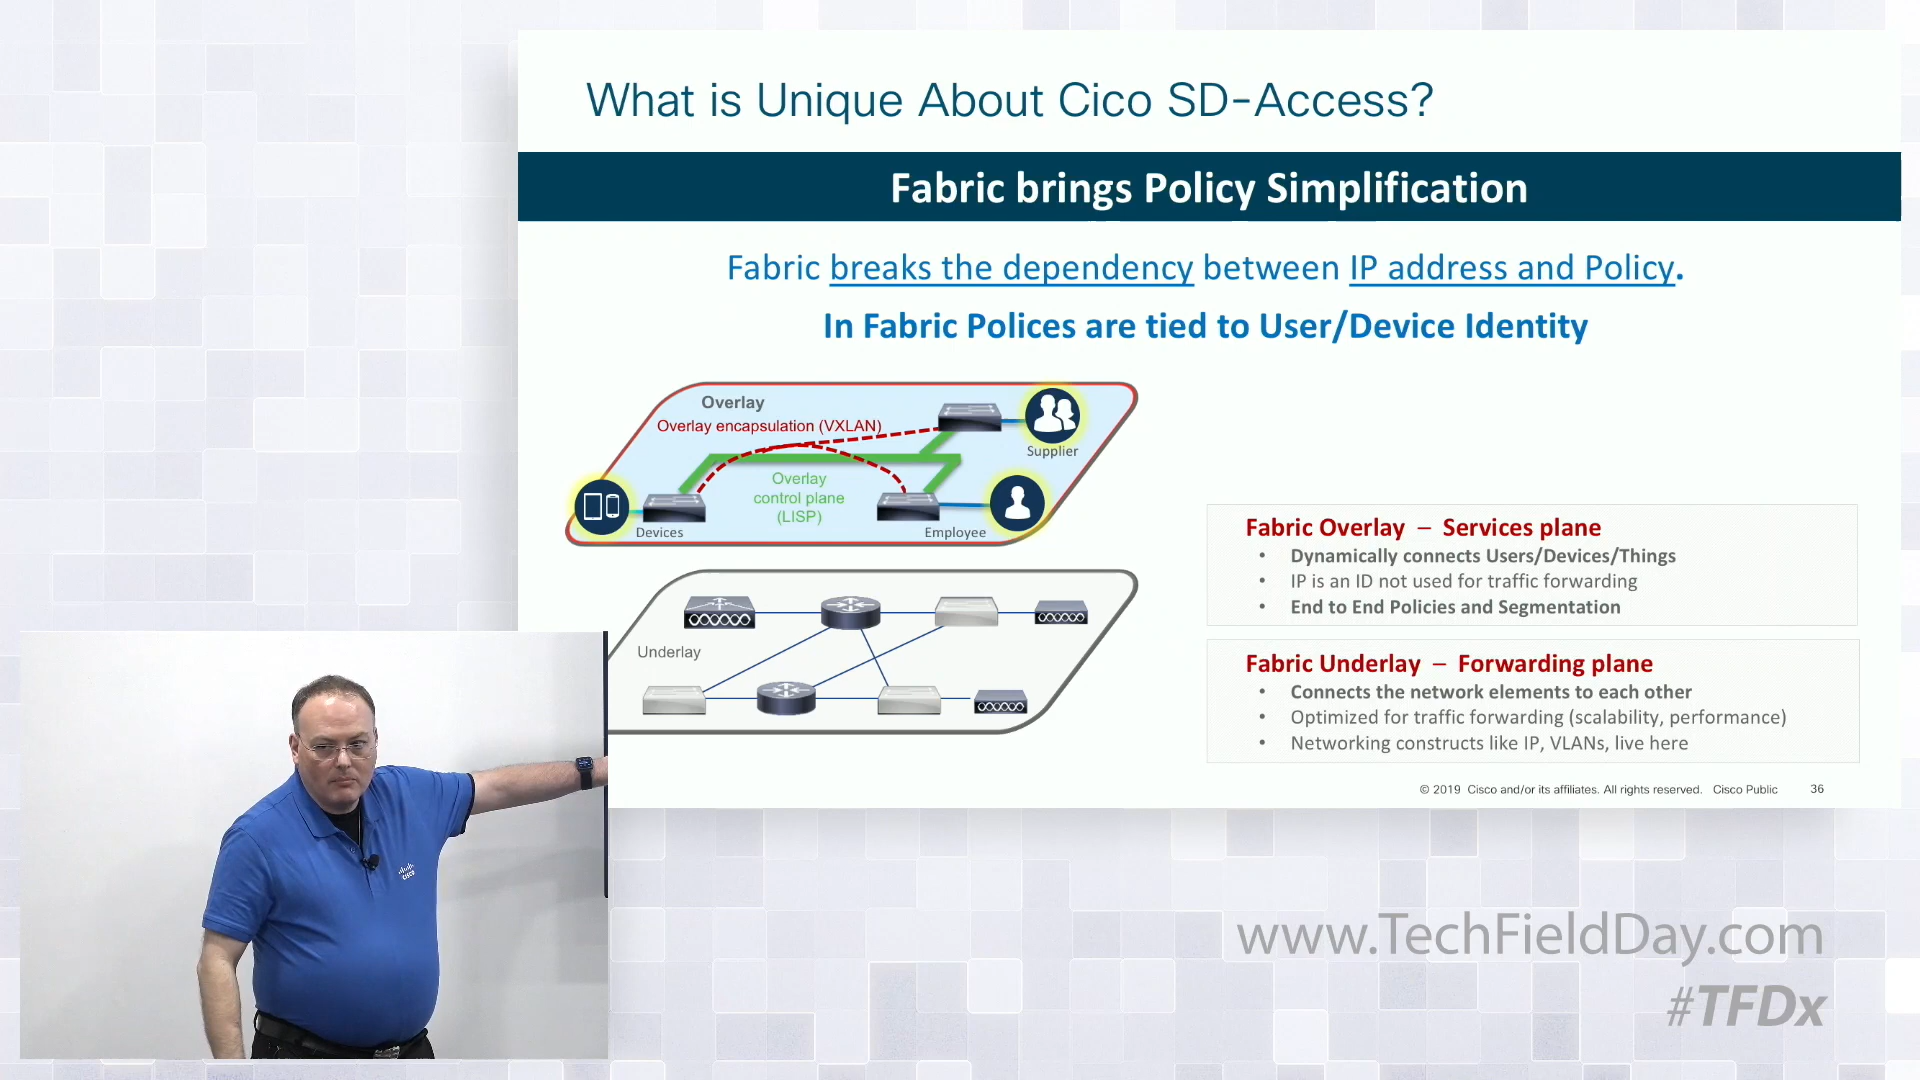 What is Unique About Cico SD-Access?
Fabric brings Policy Simplification
Fabric breaks the dependency between IP address and Policy.
In Fabric Polices are tied to User/Device Identity
Overlay
Overlay encapsulation (VXLAN)
Supplier
Overlay
control plane
(LISP)
Devices
Employee
Underlay
Fabric Overlay – Services plane
• Dynamically connects Users/Devices/Things
• IP is an ID not used for traffic forwarding
• End to End Policies and Segmentation
Fabric Underlay – Forwarding plane
• Connects the network elements to each other
• Optimized for traffic forwarding (scalability, performance)
• Networking constructs like IP, VLANs, live here
© 2019 Cisco and/or its affiliates. All rights reserved. Cisco Public 36
cisco
www.TechFieldDay.com
#TFDx